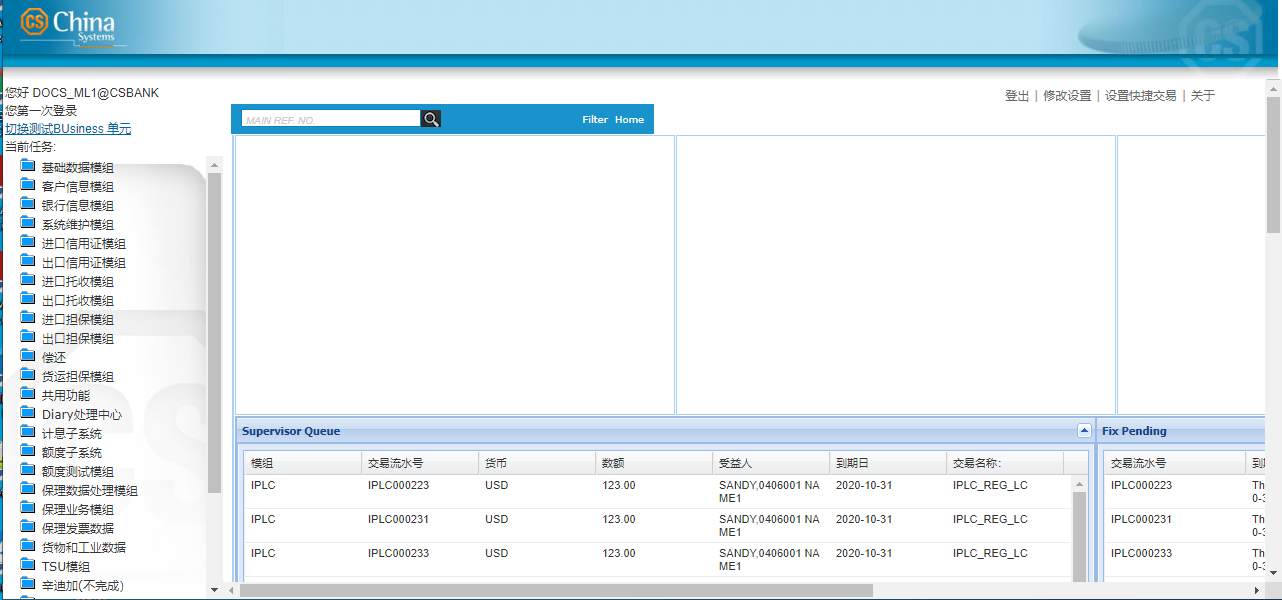 CS China
Systems
您好 DOCS_ML1@CSBANK
您第一次登录
切换测试BUsiness 单元
当前任务:
登出 | 修改设置 | 设置快捷交易 | 关于
MAIN REF. NO.
Filter Home
基础数据模组
客户信息模组
银行信息模组
系统维护模组
进口信用证模组
出口信用证模组
进口托收模组
出口托收模组
进口担保模组
出口担保模组
偿还
货运担保模组
共用功能
Diary处理中心
计息子系统
额度子系统
额度测试模组
保理数据处理模组
保理业务模组
保理发票数据
货物和工业数据
TSU模组
辛迪加(不完成)
Supervisor Queue
模组 交易流水号 货币 数额 受益人 到期日 交易名称:
IPLC IPLC000223 USD 123.00 SANDY,0406001 NA 2020-10-31 IPLC_REG_LC
ME1
IPLC IPLC000231 USD 123.00 SANDY,0406001 NA 2020-10-31 IPLC_REG_LC
ME1
IPLC IPLC000233 USD 123.00 SANDY,0406001 NA 2020-10-31 IPLC_REG_LC
ME1
Fix Pending
交易流水号
IPLC000223 Th
0-3
IPLC000231 Th
0-3
IPLC000233 Th
0-3
CS
CS